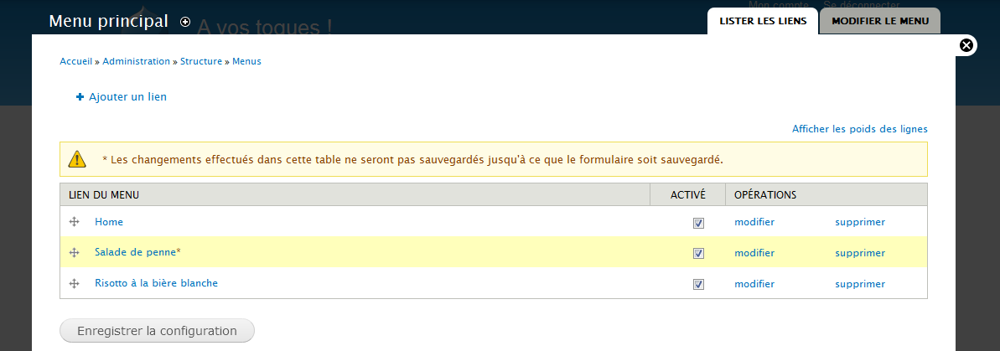 Mon compte Se déconnecter
Menu principal
A vos toques !
LISTER LES LIENS MODIFIER LE MENU
Accueil » Administration » Structure » Menus
Ajouter un lien
Afficher les poids des lignes
* Les changements effectués dans cette table ne seront pas sauvegardés jusqu'à ce que le formulaire soit sauvegardé.
LIEN DU MENU ACTIVÉ OPÉRATIONS
Home modifier supprimer
Salade de penne* modifier supprimer
Risotto à la bière blanche modifier supprimer
Enregistrer la configuration